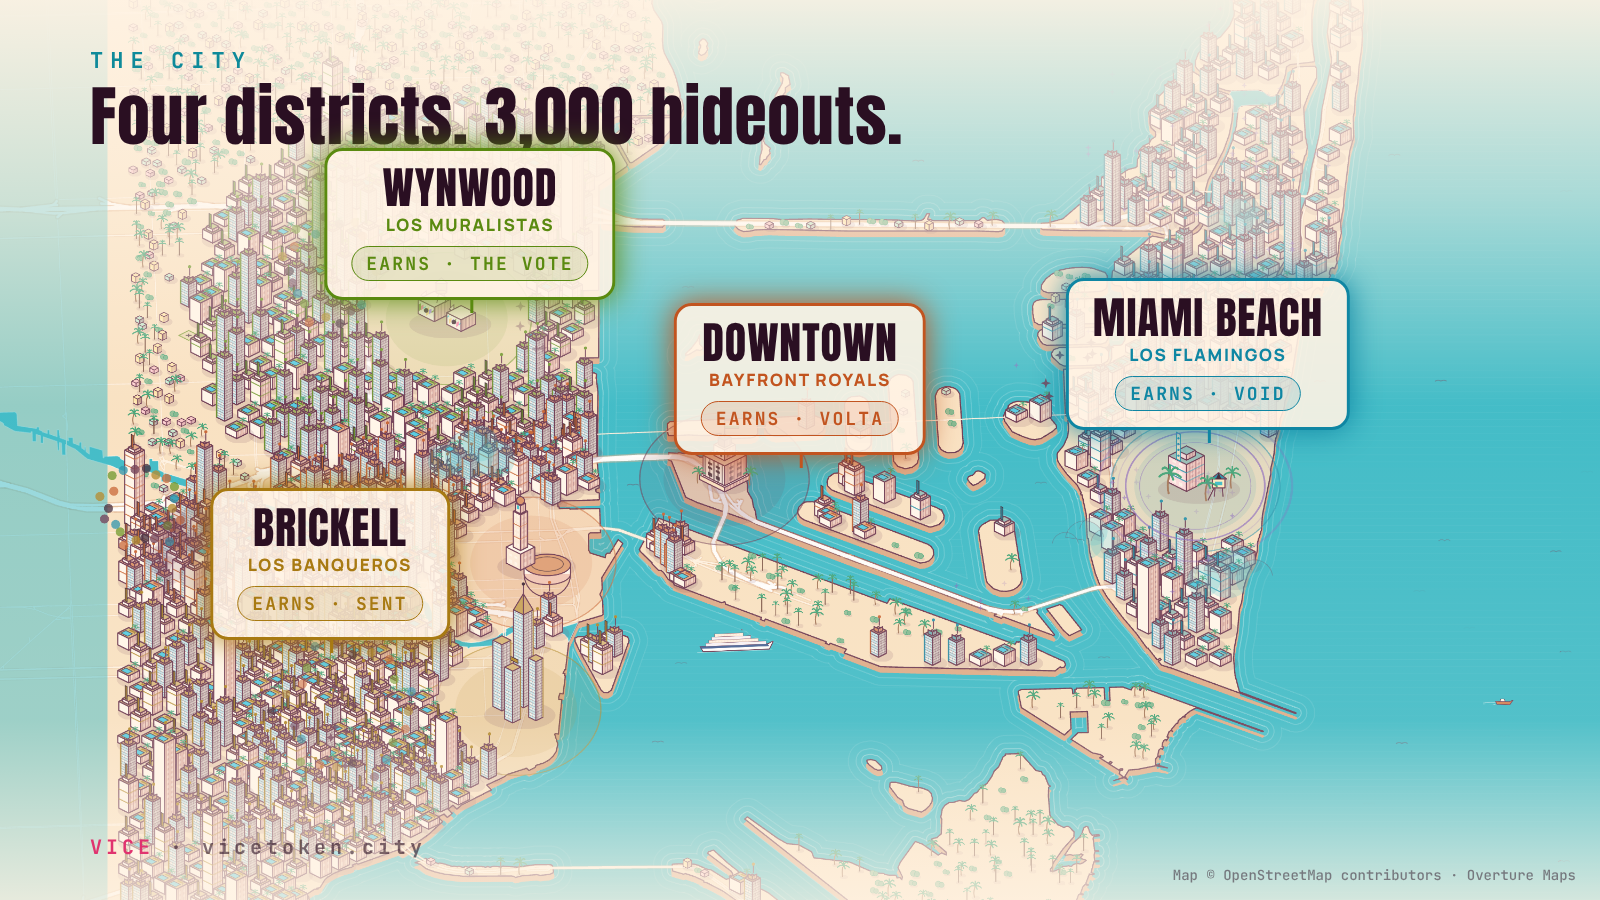 THE CITY
Four districts. 3,000 hideouts.
WYNWOOD
LOS MURALISTAS
EARNS · THE VOTE
DOWNTOWN
BAYFRONT ROYALS
EARNS · VOLTA
MIAMI BEACH
LOS FLAMINGOS
EARNS · VOID
BRICKELL
LOS BANQUEROS
EARNS · SENT
VICE · vicetoken.city
Map © OpenStreetMap contributors · Overture Maps